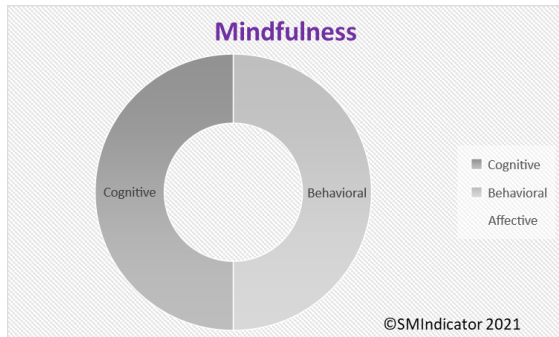 Mindfulness
Cognitive
Behavioral
Cognitive
Behavioral
Affective
©SMIndicator 2021